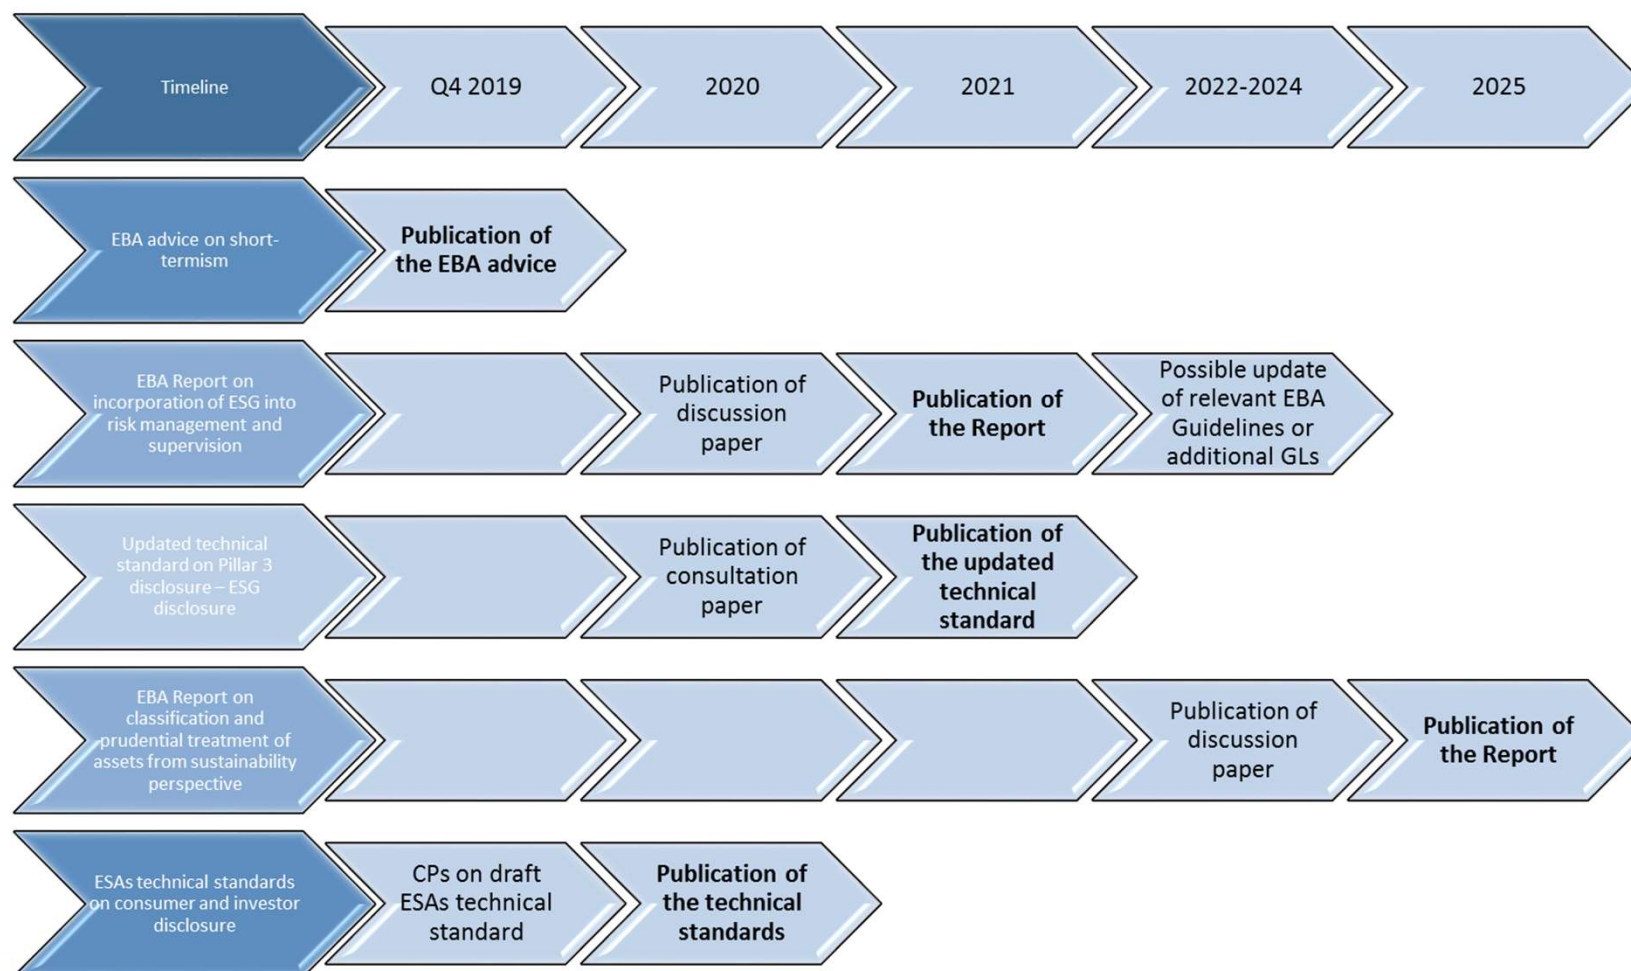 Timeline
Q4 2019
2020
2021
2022-2024
2025
EBA advice on short-
termism
Publication of
the EBA advice
EBA Report on
incorporation of ESG into
risk management and
supervision
Publication of
discussion
paper
Publication of
the Report
Possible update
of relevant EBA
Guidelines or
additional GLs
Updated technical
standard on Pillar 3
disclosure – ESG
disclosure
Publication of
consultation
paper
Publication of
the updated
technical
standard
EBA Report on
classification and
prudential treatment of
assets from sustainability
perspective
Publication of
discussion
paper
Publication of
the Report
ESAs technical standards
on consumer and investor
disclosure
CPs on draft
ESAs technical
standard
Publication of
the technical
standards